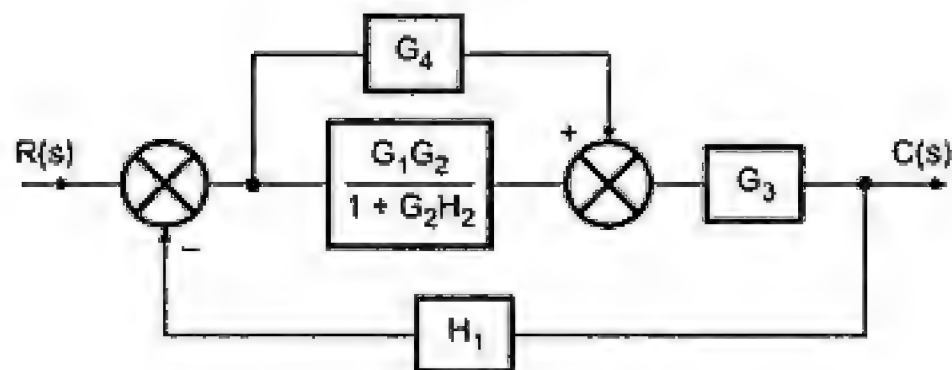 G₄
+
R(s)
G₁G₂
1 + G₂H₂
G₃
C(s)
−
H₁